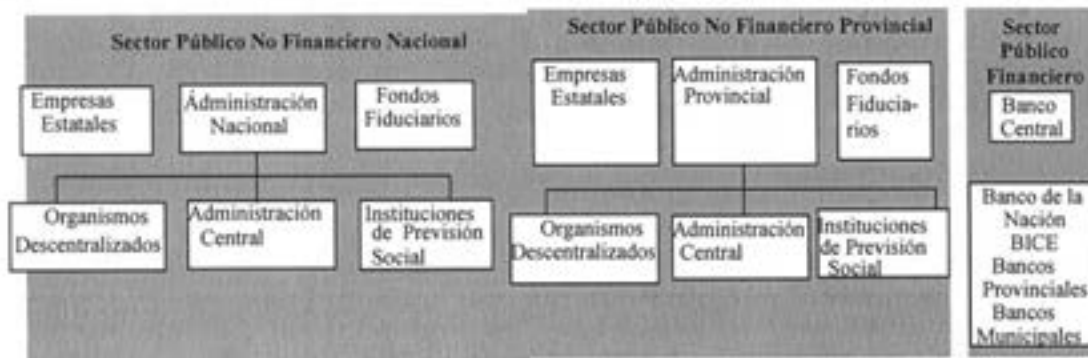 Sector Público No Financiero Nacional
Empresas
Estatales
Administración
Nacional
Fondos
Fiduciarios
Organismos
Descentralizados
Administración
Central
Instituciones
de Previsión
Social
Sector Público No Financiero Provincial
Empresas
Estatales
Administración
Provincial
Fondos
Fiducia-
rios
Organismos
Descentralizados
Administración
Central
Instituciones
de Previsión
Social
Sector
Público
Financiero
Banco
Central
Banco de la
Nación
BICE
Bancos
Provinciales
Bancos
Municipales